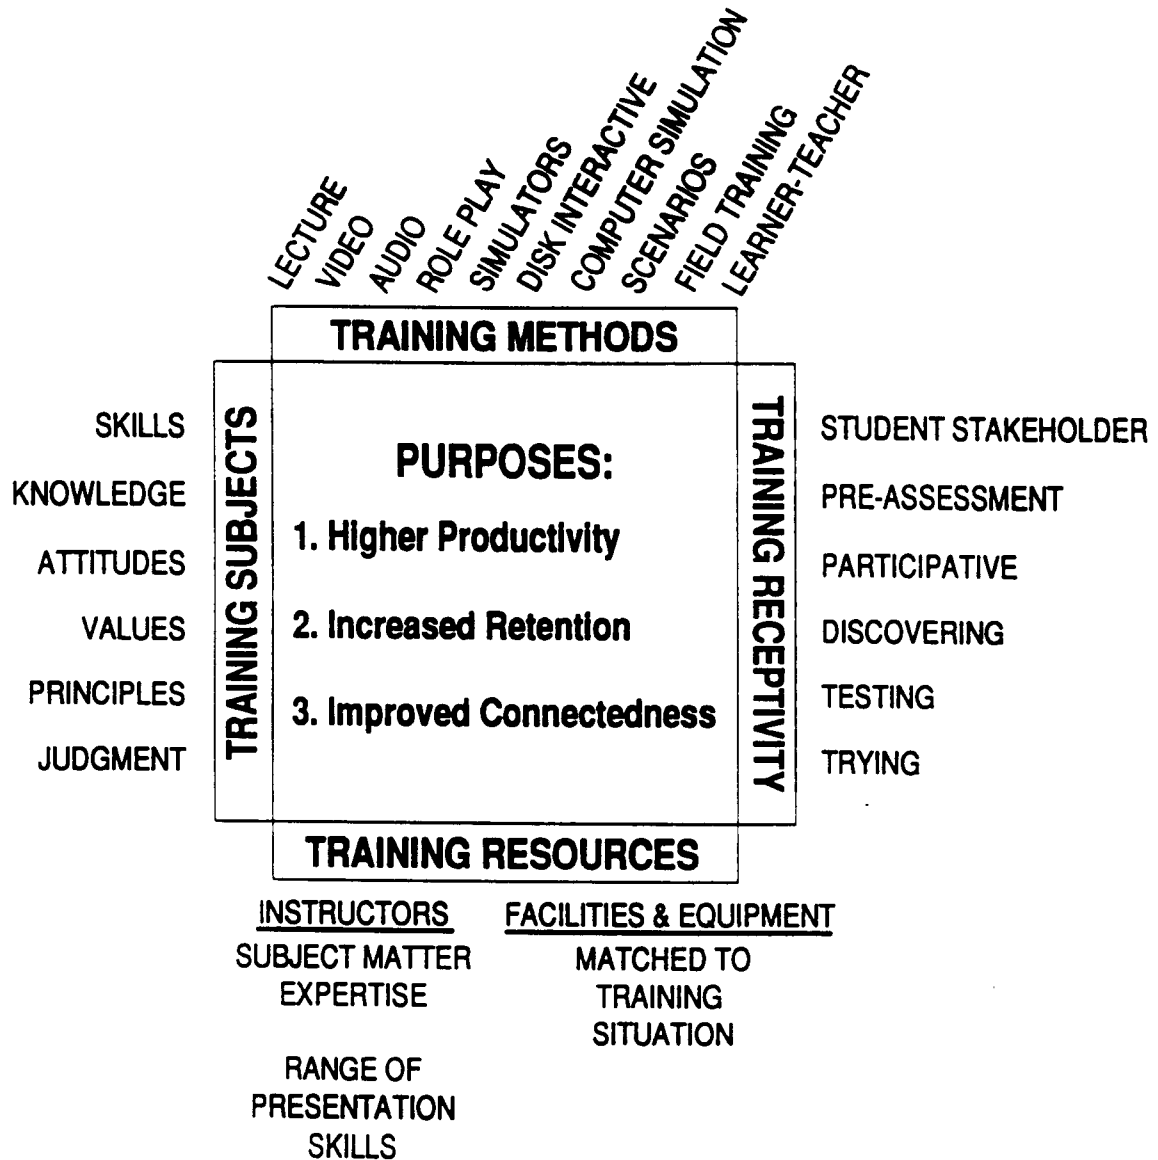 LECTURE
VIDEO
AUDIO
ROLE PLAY
SIMULATORS
DISK INTERACTIVE
COMPUTER SIMULATION
SCENARIOS
FIELD TRAINING
LEARNER-TEACHER
TRAINING METHODS
TRAINING SUBJECTS
SKILLS
KNOWLEDGE
ATTITUDES
VALUES
PRINCIPLES
JUDGMENT
PURPOSES:
1. Higher Productivity
2. Increased Retention
3. Improved Connectedness
TRAINING RECEPTIVITY
STUDENT STAKEHOLDER
PRE-ASSESSMENT
PARTICIPATIVE
DISCOVERING
TESTING
TRYING
TRAINING RESOURCES
INSTRUCTORS
SUBJECT MATTER
EXPERTISE
RANGE OF
PRESENTATION
SKILLS
FACILITIES & EQUIPMENT
MATCHED TO
TRAINING
SITUATION